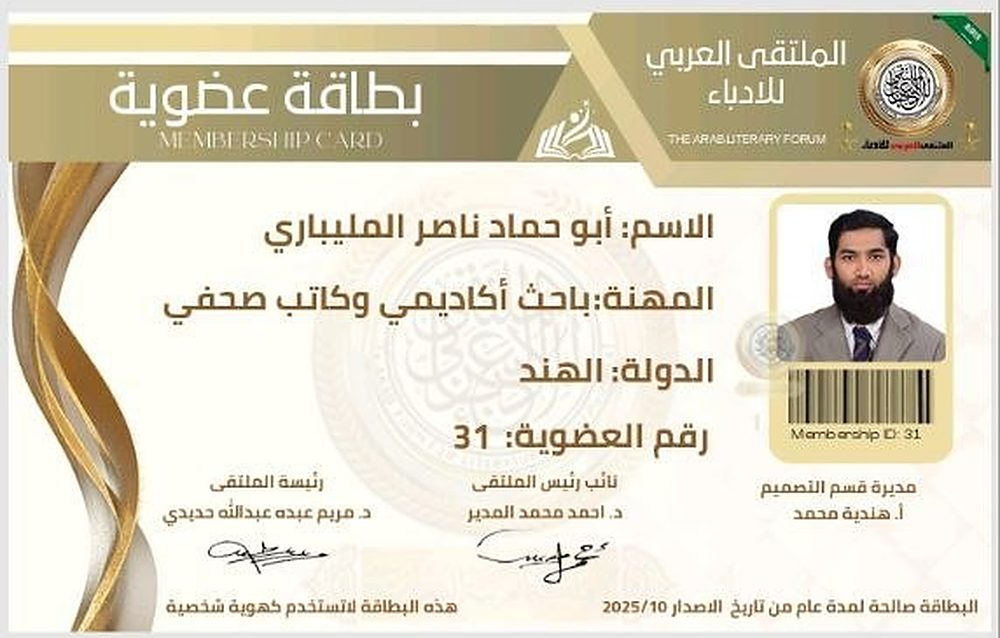 بطاقة عضوية
MEMBERSHIP CARD
الملتقى العربي
للادباء
THE ARAB.LITERARY FORUM
الملتقى العربي للادباء
الاسم: أبو حماد ناصر المليباري
المهنة:باحث أكاديمي وكاتب صحفي
الدولة: الهند
رقم العضوية: 31
Membership ID: 31
مديرة قسم التصميم
أ. هندية محمد
نائب رئيس الملتقى
د. احمد محمد المدير
رئيسة الملتقى
د. مريم عبده عبدالله حديدي
البطاقة صالحة لمدة عام من تاريخ الاصدار 2025/10
هذه البطاقة لاتستخدم كهوية شخصية